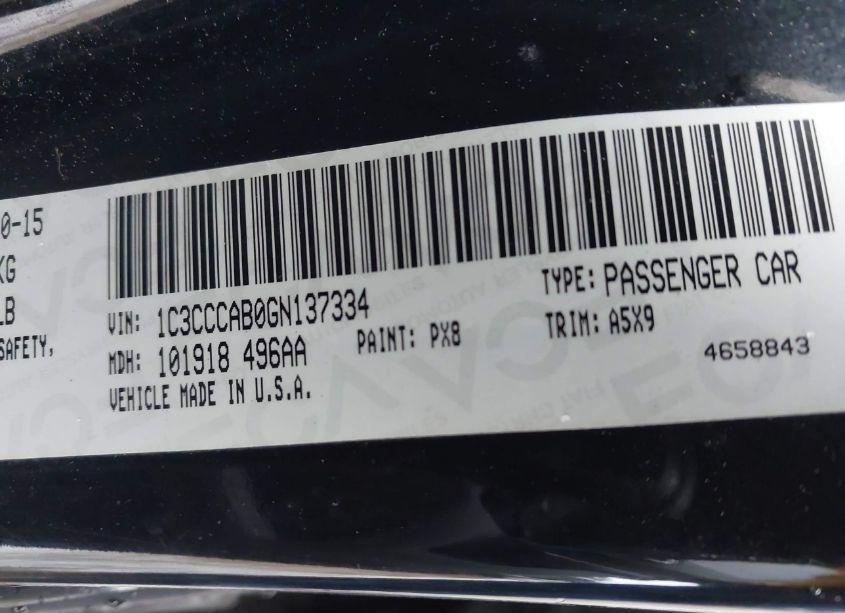 0-15
KG
LB
SAFETY,
VIN: 1C3CCCAB0GN137334
TYPE: PASSENGER CAR
MDH: 101918 496AA
PAINT: PX8
TRIM: A5X9
VEHICLE MADE IN U.S.A.
4658843